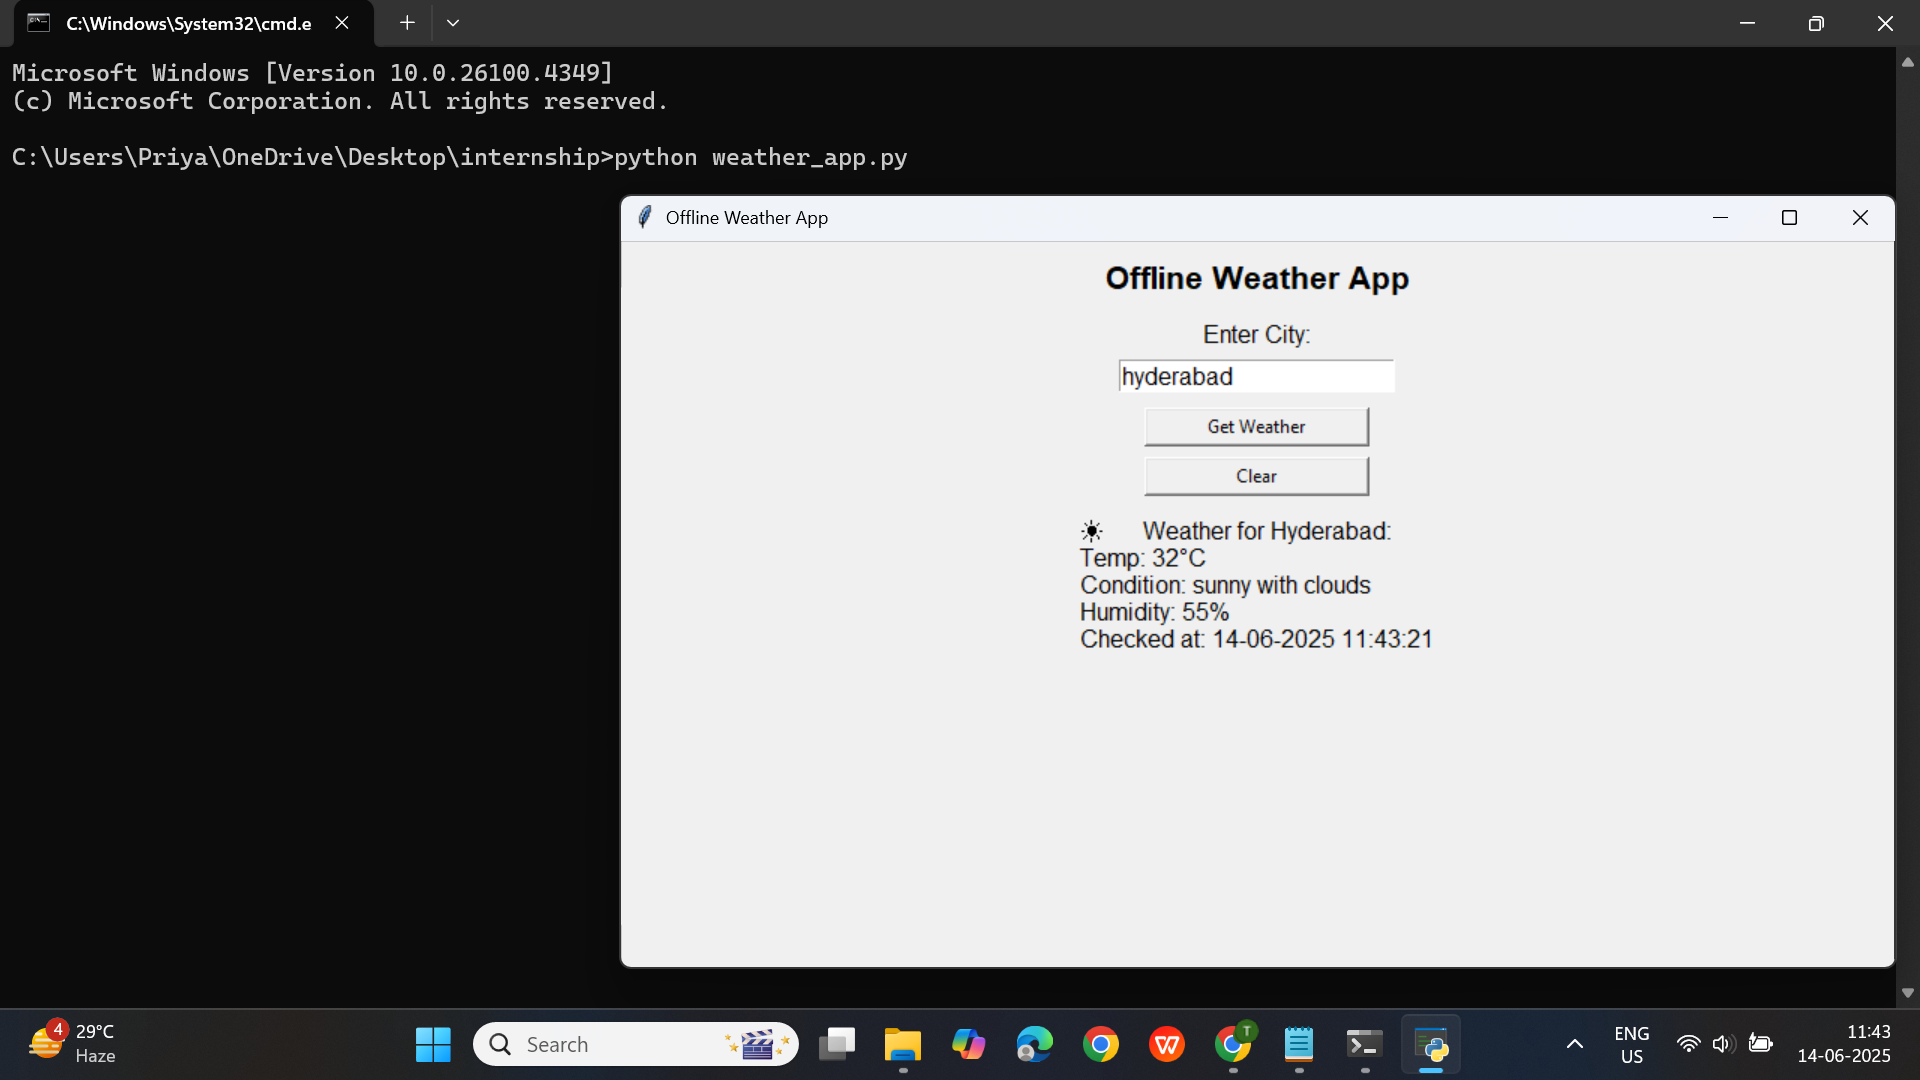 C:\Windows\System32\cmd.e
Microsoft Windows [Version 10.0.26100.4349]
(c) Microsoft Corporation. All rights reserved.
C:\Users\Priya\OneDrive\Desktop\internship>python weather_app.py
Offline Weather App
Offline Weather App
Enter City:
hyderabad
Get Weather
Clear
☀ Weather for Hyderabad:
Temp: 32°C
Condition: sunny with clouds
Humidity: 55%
Checked at: 14-06-2025 11:43:21
4
29°C
Haze
Search
W
T
ENG
US
11:43
14-06-2025